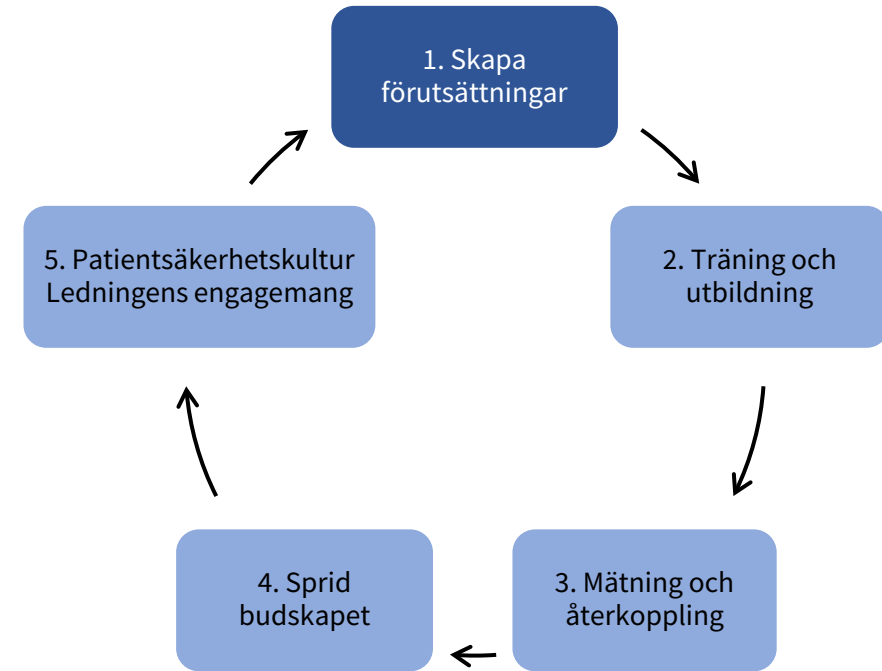 1. Skapa
förutsättningar
2. Träning och
utbildning
3. Mätning och
återkoppling
4. Sprid
budskapet
5. Patientsäkerhetskultur
Ledningens engagemang